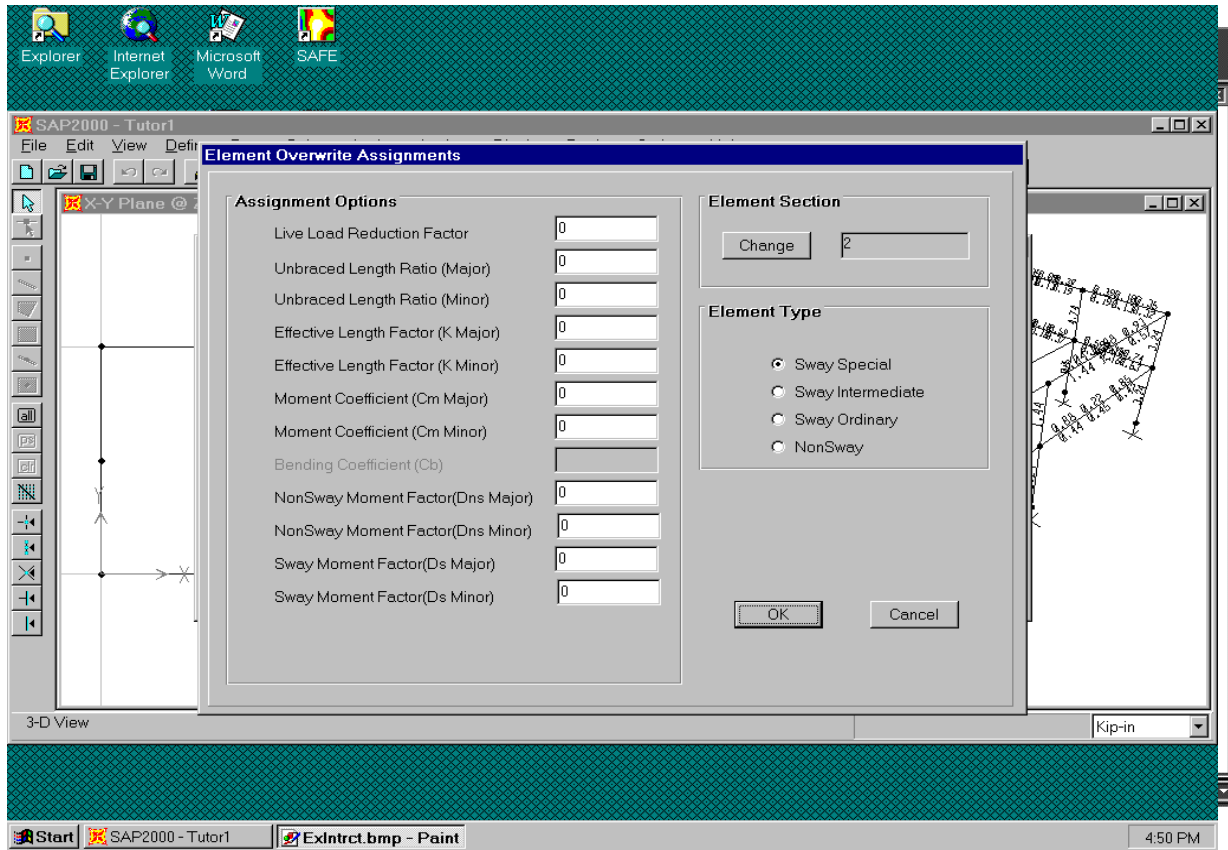 Explorer
Internet
Explorer
Microsoft
Word
SAFE
SAP2000 - Tutor1
File Edit View
Element Overwrite Assignments
X-Y Plane @
Assignment Options
Live Load Reduction Factor 0
Unbraced Length Ratio (Major) 0
Unbraced Length Ratio (Minor) 0
Effective Length Factor (K Major) 0
Effective Length Factor (K Minor) 0
Moment Coefficient (Cm Major) 0
Moment Coefficient (Cm Minor) 0
Bending Coefficient (Cb)
NonSway Moment Factor(Dns Major) 0
NonSway Moment Factor(Dns Minor) 0
Sway Moment Factor(Ds Major) 0
Sway Moment Factor(Ds Minor) 0
Element Section
Change 2
Element Type
Sway Special
Sway Intermediate
Sway Ordinary
NonSway
OK Cancel
all
ps
clr
Y
X
3-D View
Kip-in
Start SAP2000 - Tutor1 ExIntrct.bmp - Paint 4:50 PM